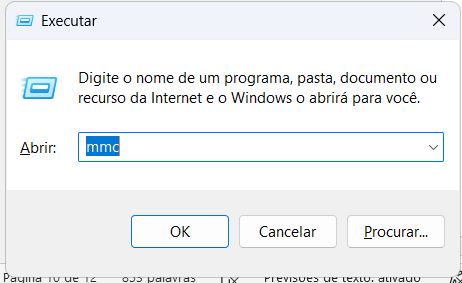 Executar
Digite o nome de um programa, pasta, documento ou
recurso da Internet e o Windows o abrirá para você.
Abrir: mmc
OK Cancelar Procurar...
Página 10 de 12 853 palavras Previsões de texto: ativado